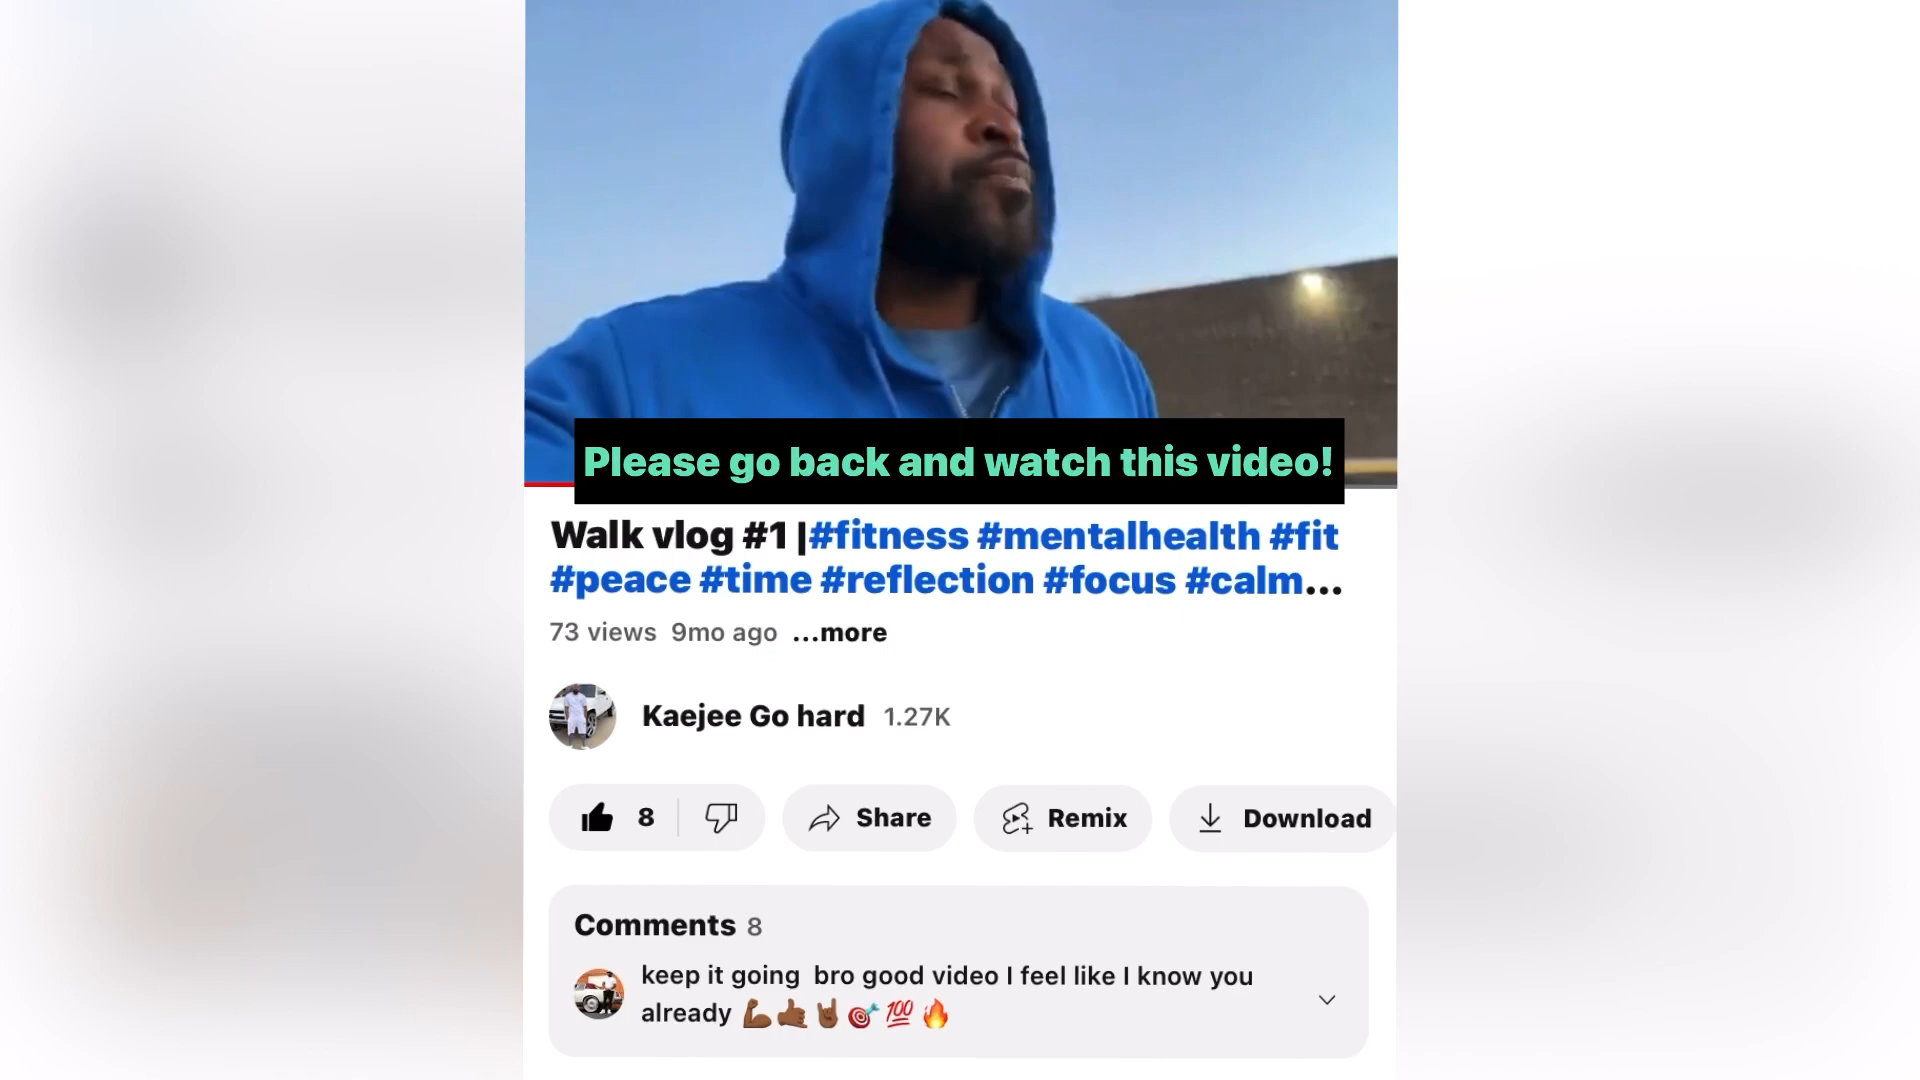 Please go back and watch this video!
Walk vlog #1 |#fitness #mentalhealth #fit
#peace #time #reflection #focus #calm...
73 views 9mo ago ...more
Kaejee Go hard 1.27K
8 Share Remix Download
Comments 8
keep it going bro good video I feel like I know you
already 💪🏾🤙🏾🤘🏾🎯💯🔥